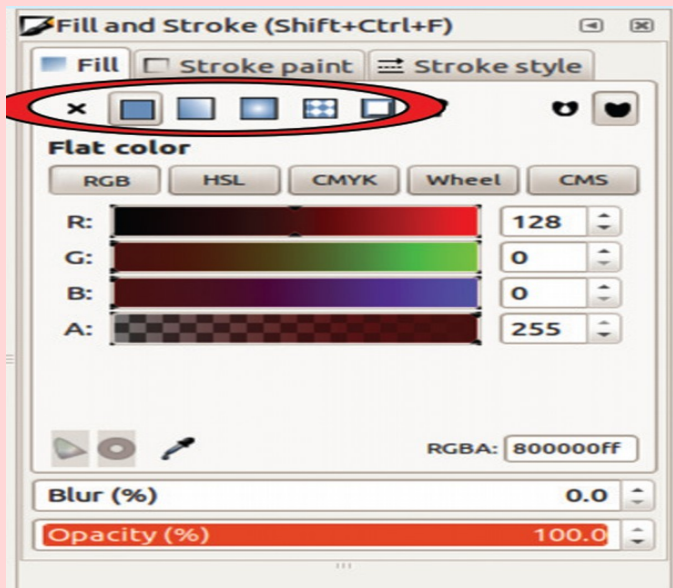 Fill and Stroke (Shift+Ctrl+F)
Fill Stroke paint Stroke style
Flat color
RGB HSL CMYK Wheel CMS
R: 128
G: 0
B: 0
A: 255
RGBA: 800000ff
Blur (%) 0.0
Opacity (%) 100.0